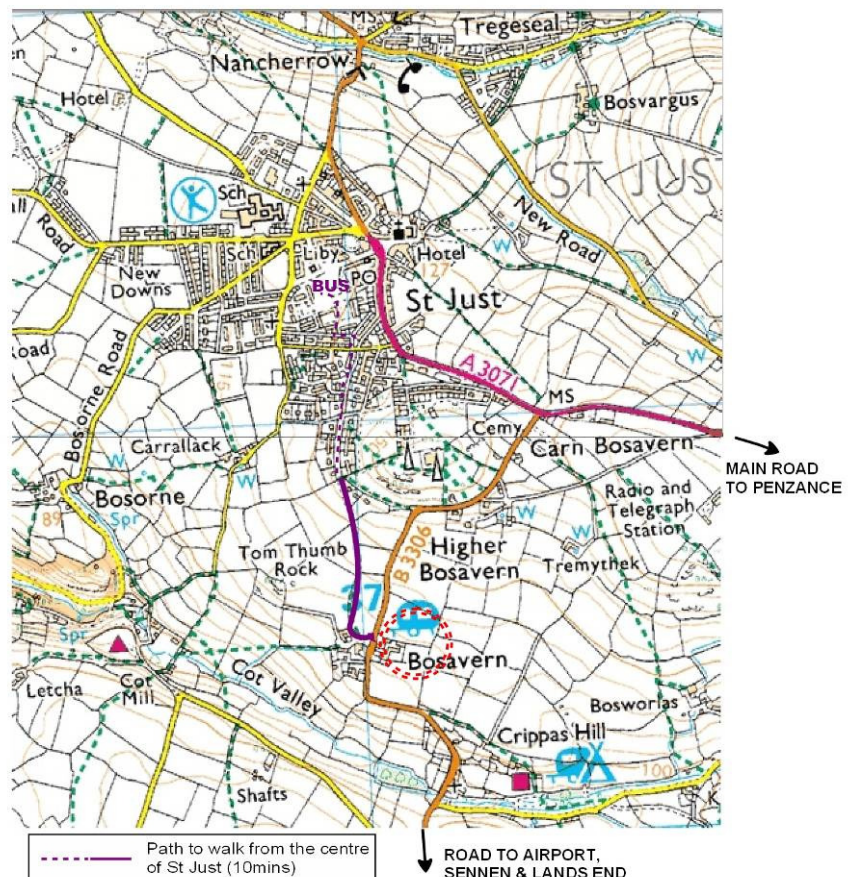 MS
Tregeseal
Nancherrow
Hotel
Bosvargus
ST JUST
Sch
Road
New Road
W
Sch
Liby
Hotel
New
Downs
PO
127
BUS
St Just
Road
116
W
A 3071
MS
Bosorne Road
Cemy
Carn Bosavern
Carrallack
W
W
MAIN ROAD
TO PENZANCE
Bosorne
89
Spr
Radio and
Telegraph
Station
W
W
B 3306
Higher
Bosavern
Tom Thumb
Rock
Tremythek
37
Spr
Bosavern
Letcha
Cot
Mill
Cot Valley
Bosworlas
Crippas Hill
100
Shafts
K
Path to walk from the centre
of St Just (10mins)
ROAD TO AIRPORT,
SENNEN & LANDS END